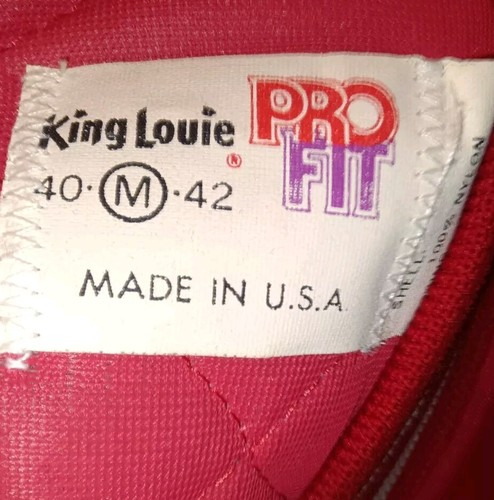 King Louie PRO
® FIT
40·M·42
MADE IN U.S.A
SHELL:
100% NYLON